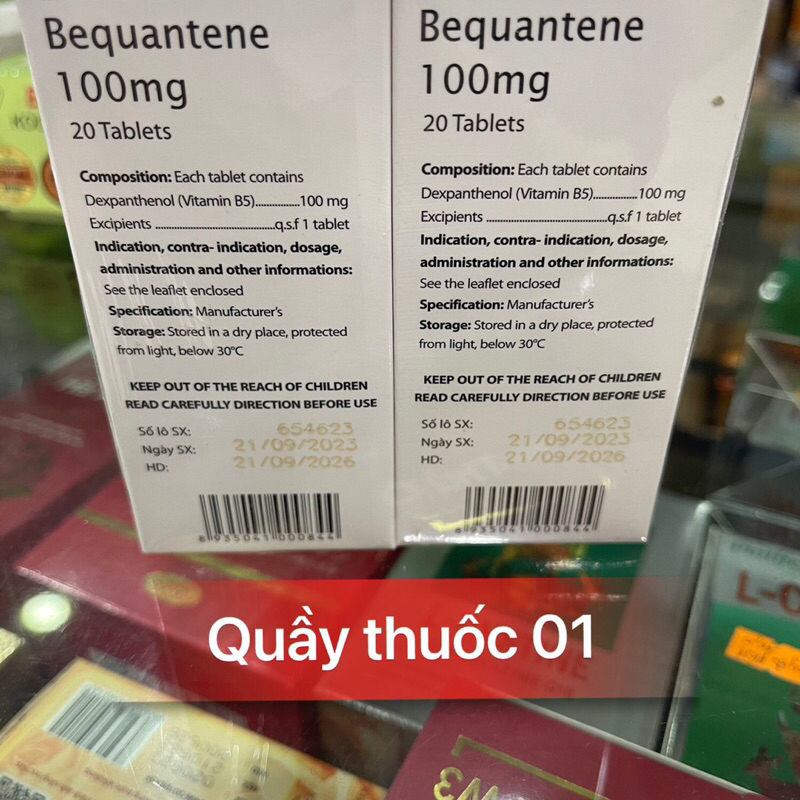 Bequantene
100mg
20 Tablets
Composition: Each tablet contains
Dexpanthenol (Vitamin B5)..............100 mg
Excipients ......................................q.s.f 1 tablet
Indication, contra- indication, dosage,
administration and other informations:
See the leaflet enclosed
Specification: Manufacturer's
Storage: Stored in a dry place, protected
from light, below 30°C
KEEP OUT OF THE REACH OF CHILDREN
READ CAREFULLY DIRECTION BEFORE USE
Số lô SX: 654623
Ngày SX: 21/09/2023
HD: 21/09/2026
8 935041 000844
Bequantene
100mg
20 Tablets
Composition: Each tablet contains
Dexpanthenol (Vitamin B5)..............100 mg
Excipients ......................................q.s.f 1 tablet
Indication, contra- indication, dosage,
administration and other informations:
See the leaflet enclosed
Specification: Manufacturer's
Storage: Stored in a dry place, protected
from light, below 30°C
KEEP OUT OF THE REACH OF CHILDREN
READ CAREFULLY DIRECTION BEFORE USE
Số lô SX: 654623
Ngày SX: 21/09/2023
HD: 21/09/2026
8 935041 000844
Quầy thuốc 01